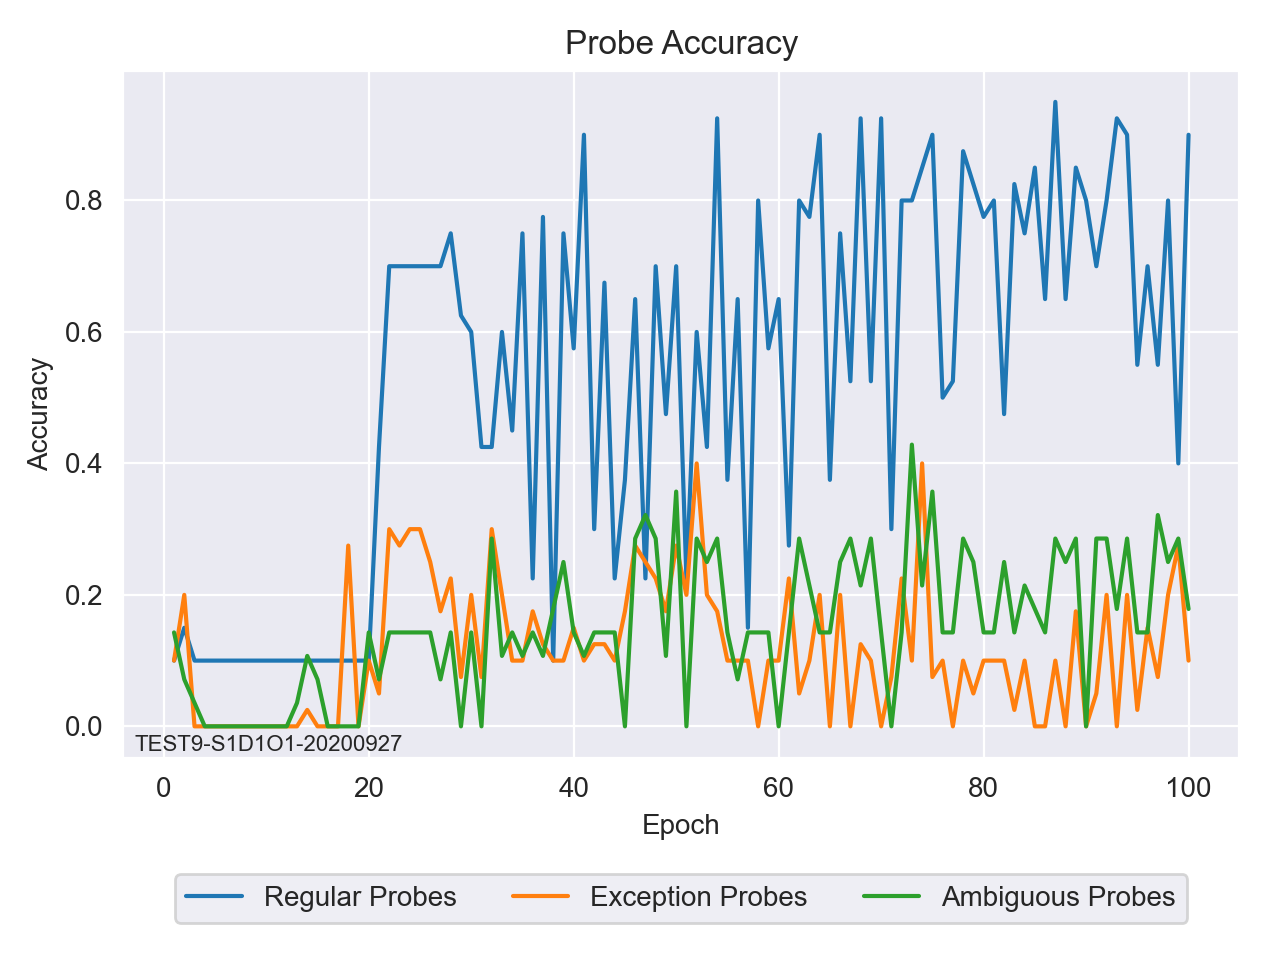 Probe Accuracy
Accuracy
0.8
0.6
0.4
0.2
0.0
TEST9-S1D1O1-20200927
0 20 40 60 80 100
Epoch
Regular Probes Exception Probes Ambiguous Probes